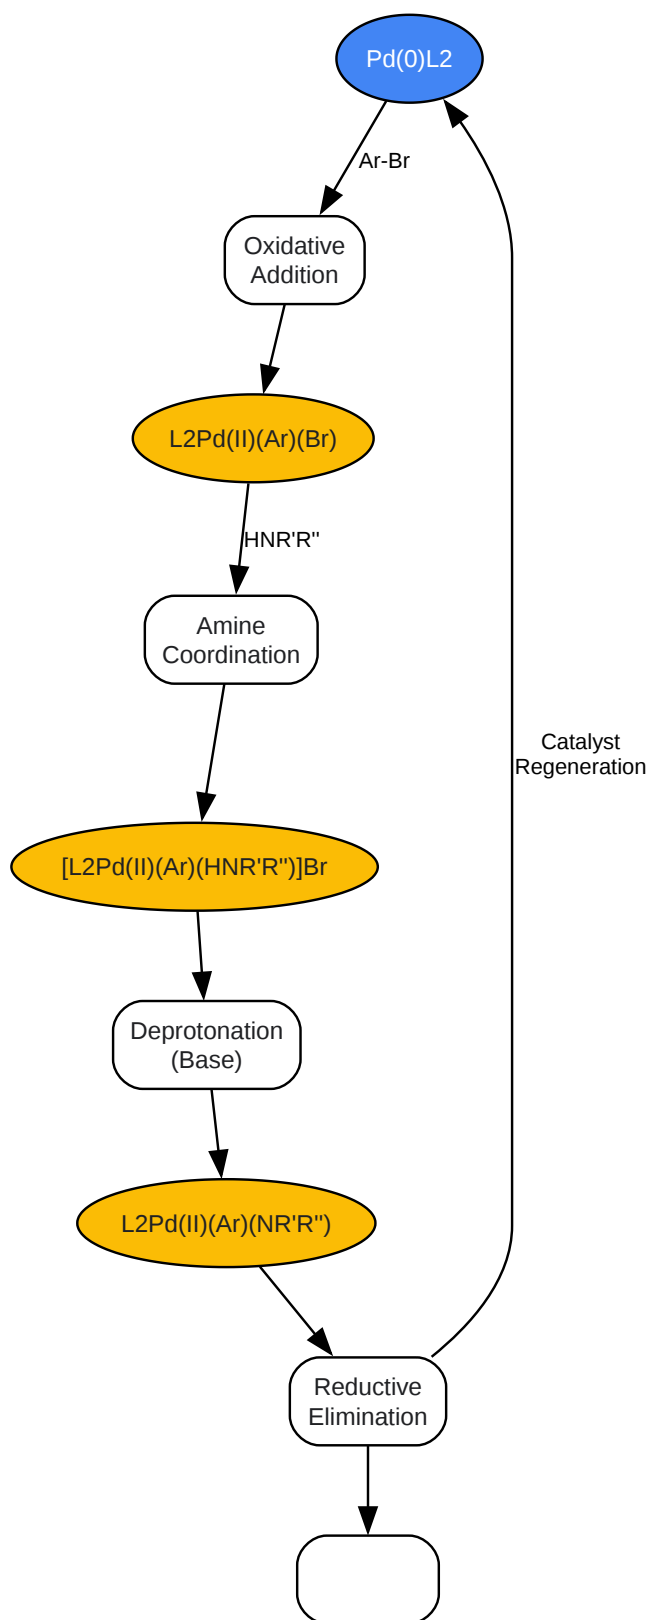 Pd(0)L2
Ar-Br
Oxidative
Addition
L2Pd(II)(Ar)(Br)
HNR'R"
Amine
Coordination
Catalyst
Regeneration
[L2Pd(II)(Ar)(HNR'R")]Br
Deprotonation
(Base)
L2Pd(II)(Ar)(NR'R")
Reductive
Elimination